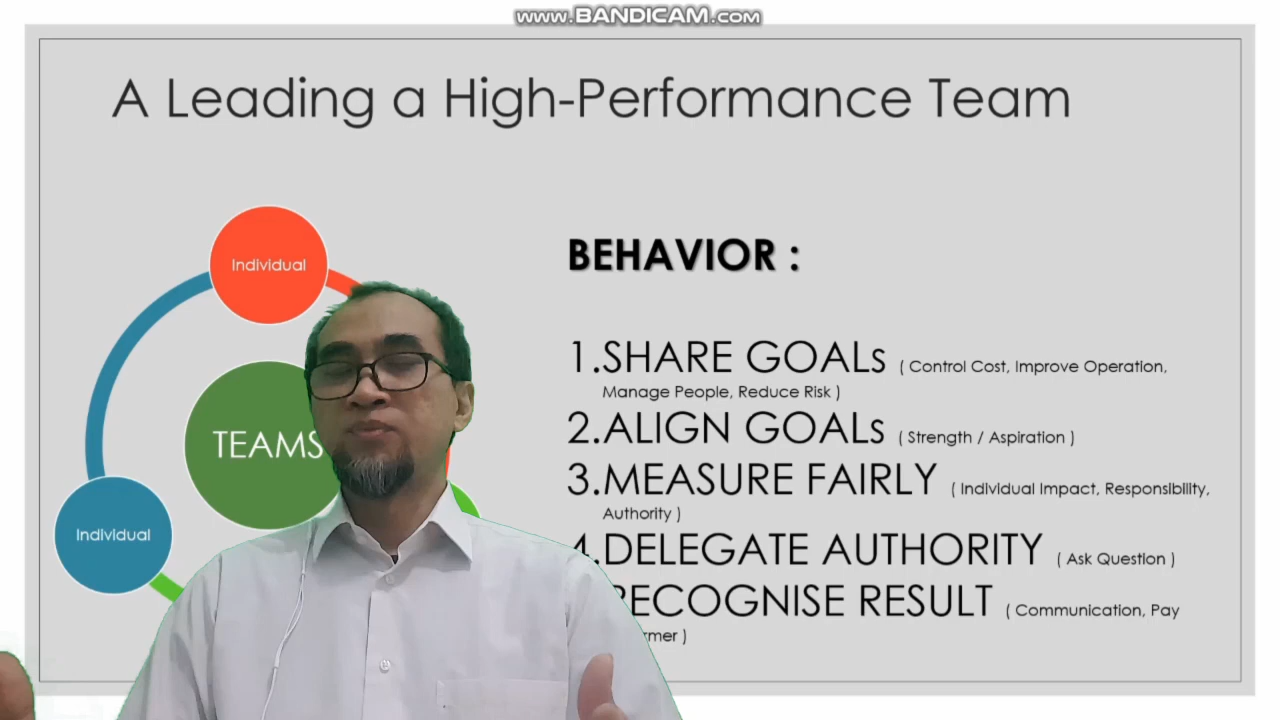 www.BANDICAM.com
A Leading a High-Performance Team
Individual
BEHAVIOR :
1.SHARE GOALs ( Control Cost, Improve Operation,
Manage People, Reduce Risk )
2.ALIGN GOALs ( Strength / Aspiration )
TEAMS
3.MEASURE FAIRLY ( Individual Impact, Responsibility,
Authority )
Individual
4.DELEGATE AUTHORITY ( Ask Question )
RECOGNISE RESULT ( Communication, Pay